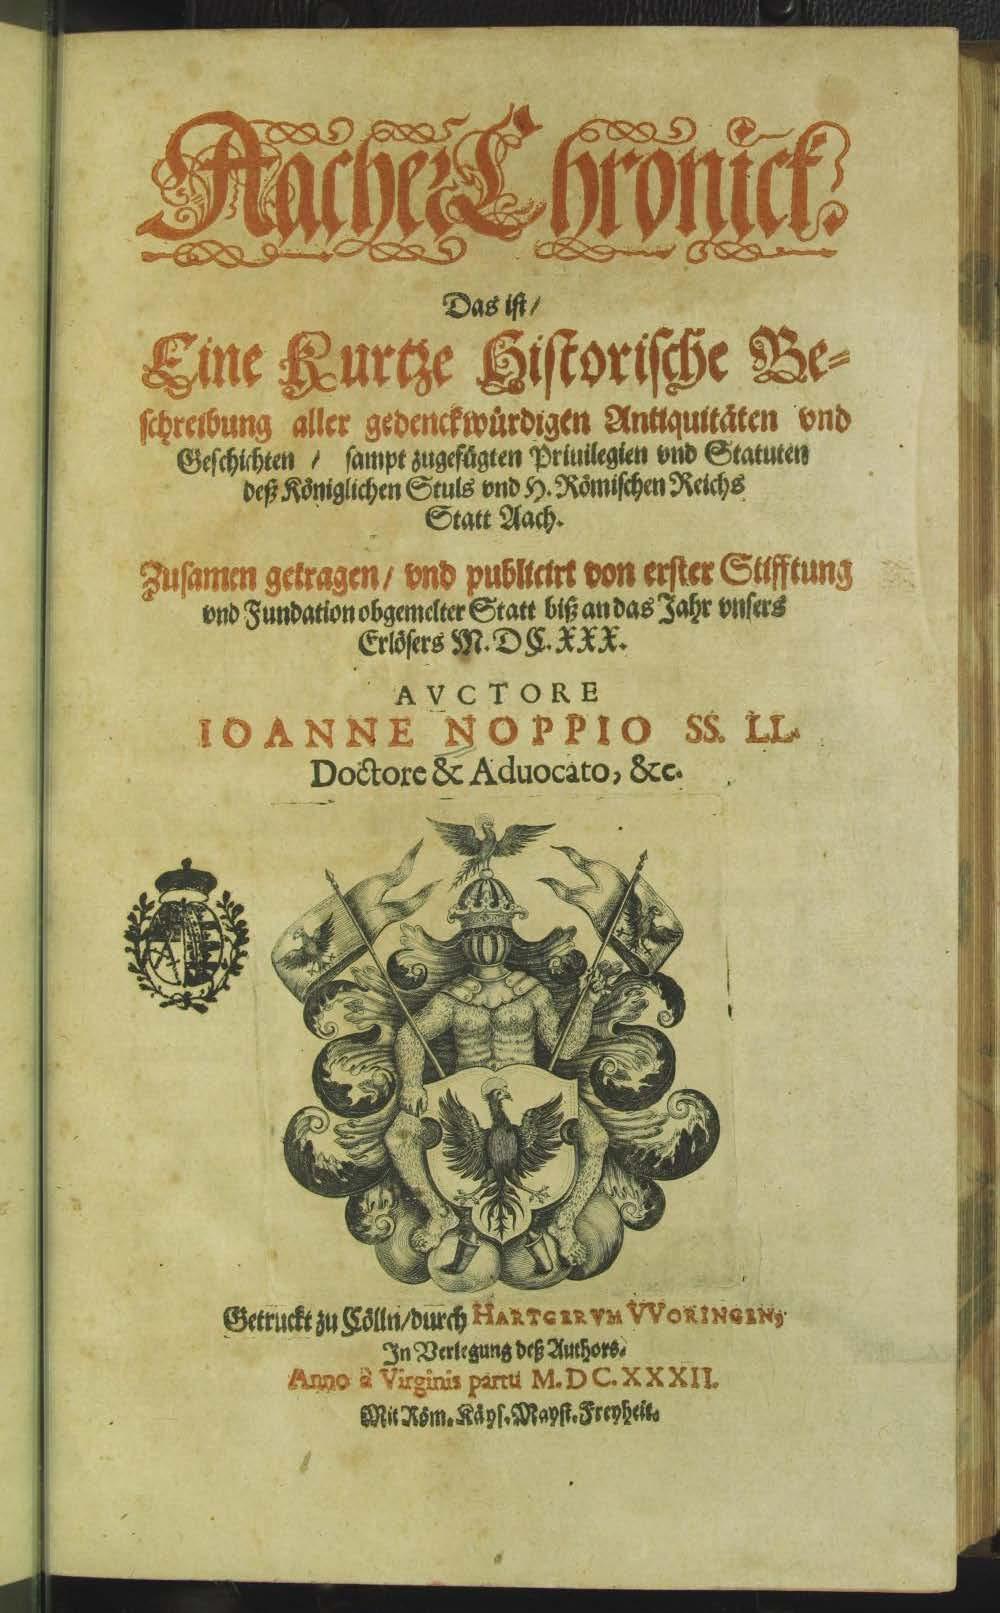 Aacher Chronick.
Das ist /
Eine Kurtze Historische Be-
schreibung aller gedenckwürdigen Antiquitäten vnd
Geschichten / sampt zugefügten Priuilegien vnd Statuten
deß Königlichen Stuls vnd H. Römischen Reichs
Statt Aach.
Zusamen getragen / vnd publicirt von erster Stifftung
vnd Fundation obgemelter Statt biß an das Jahr vnsers
Erlösers M. DC. XXX.
AVCTORE
IOANNE NOPPIO SS. LL.
Doctore & Aduocato, &c.
Getruckt zu Cölln / durch HARTGERVM VVORINGEN,
In Verlegung deß Authors.
Anno à Virginis partu M. DC. XXXII.
Mit Röm. Käys. Mayst. Freyheit.